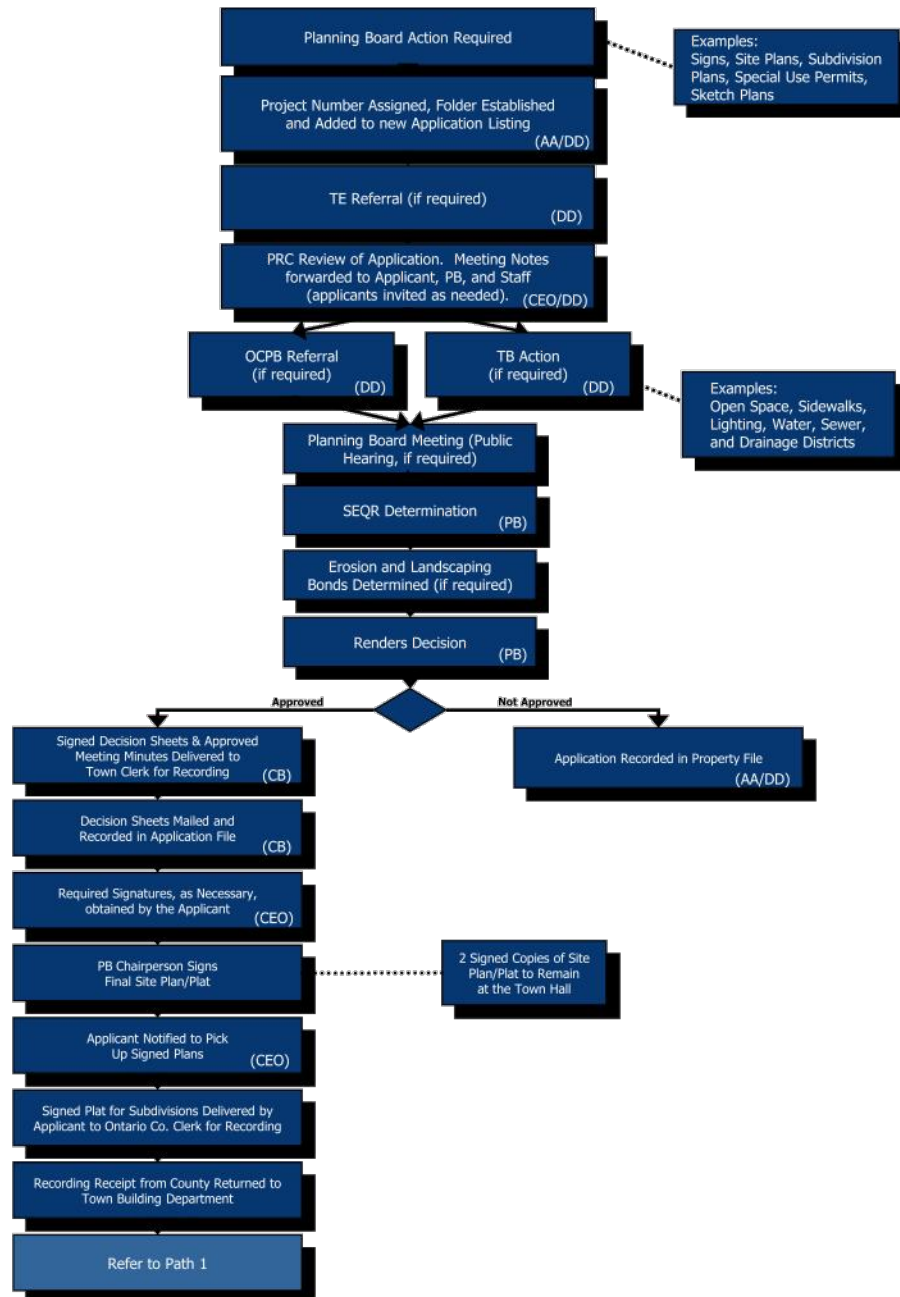 Planning Board Action Required
Examples:
Signs, Site Plans, Subdivision
Plans, Special Use Permits,
Sketch Plans
Project Number Assigned, Folder Established
and Added to new Application Listing
(AA/DD)
TE Referral (if required)
(DD)
PRC Review of Application.  Meeting Notes
forwarded to Applicant, PB, and Staff
(applicants invited as needed).
(CEO/DD)
OCPB Referral
(if required)
(DD)
TB Action
(if required)
(DD)
Examples:
Open Space, Sidewalks,
Lighting, Water, Sewer,
and Drainage Districts
Planning Board Meeting (Public
Hearing, if required)
SEQR Determination
(PB)
Erosion and Landscaping
Bonds Determined (if required)
Renders Decision
(PB)
Approved
Not Approved
Signed Decision Sheets & Approved
Meeting Minutes Delivered to
Town Clerk for Recording
(CB)
Application Recorded in Property File
(AA/DD)
Decision Sheets Mailed and
Recorded in Application File
(CB)
Required Signatures, as Necessary,
obtained by the Applicant
(CEO)
PB Chairperson Signs
Final Site Plan/Plat
2 Signed Copies of Site
Plan/Plat to Remain
at the Town Hall
Applicant Notified to Pick
Up Signed Plans
(CEO)
Signed Plat for Subdivisions Delivered by
Applicant to Ontario Co. Clerk for Recording
Recording Receipt from County Returned to
Town Building Department
Refer to Path 1